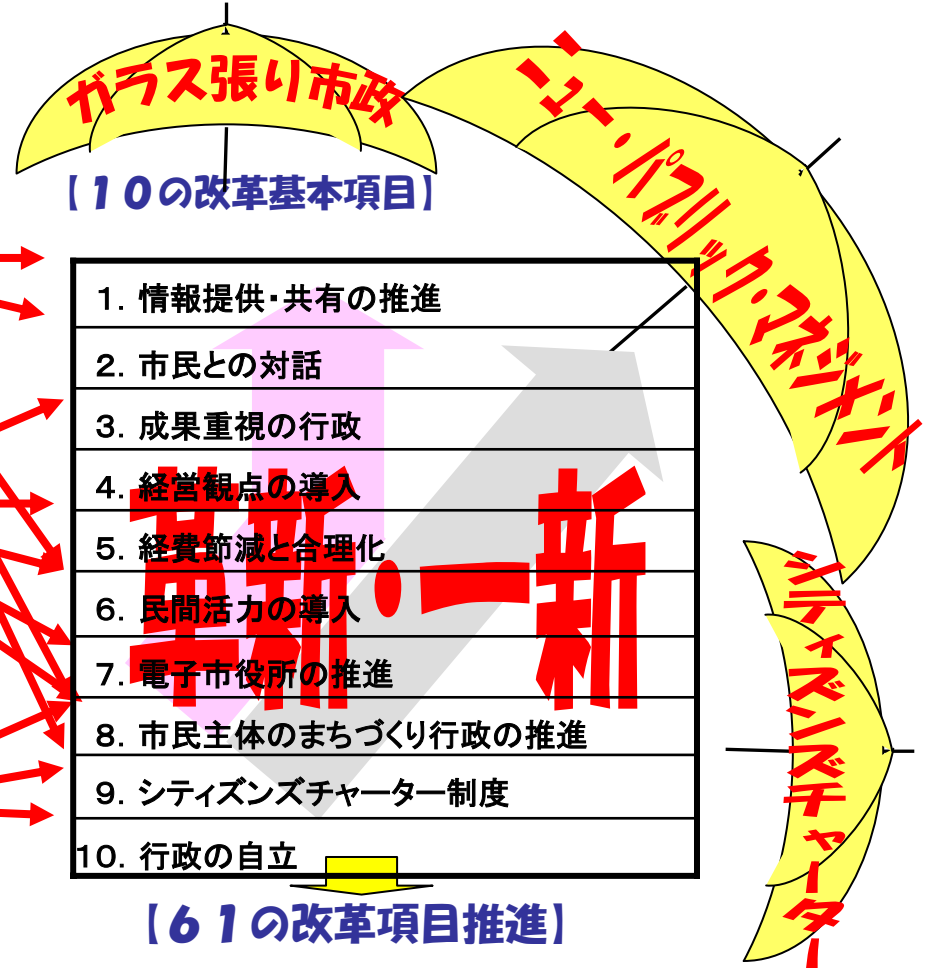 ガラス張り市政
ニュー・パブリック・マネジメント
【１０の改革基本項目】
１．情報提供・共有の推進
２．市民との対話
３．成果重視の行政
４．経営観点の導入
５．経費節減と合理化
６．民間活力の導入
７．電子市役所の推進
８．市民主体のまちづくり行政の推進
９．シティズンズチャーター制度
10．行政の自立
革新・一新
シティズンズチャーター
【６１の改革項目推進】